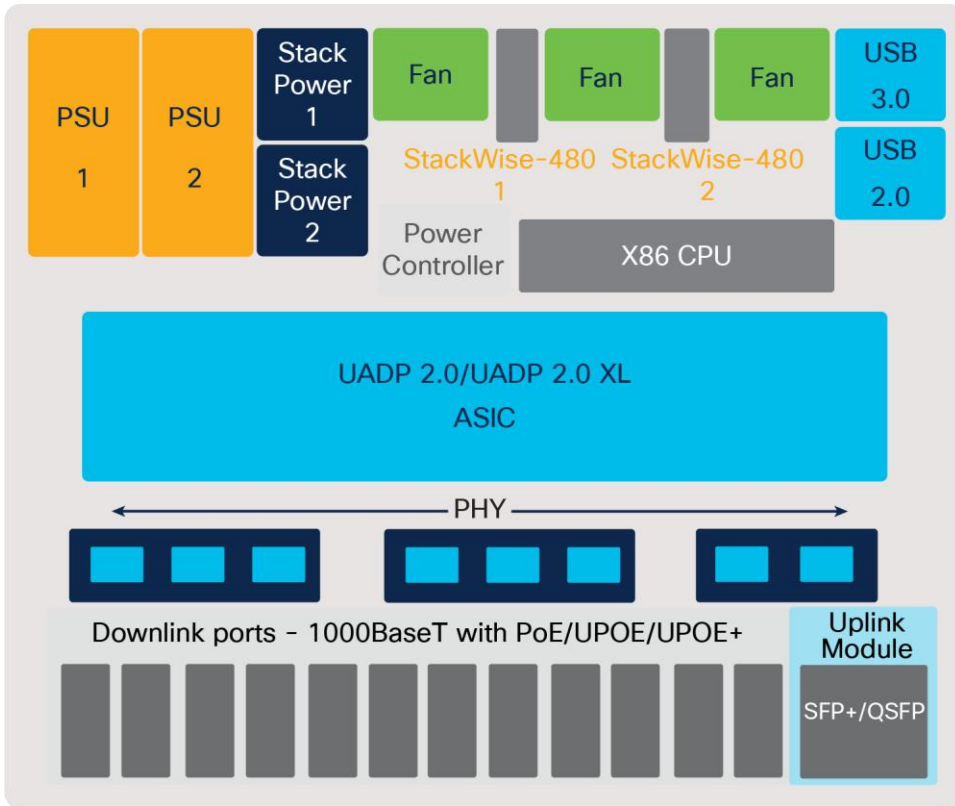 PSU
1
PSU
2
Stack
Power
1
Stack
Power
2
Fan
Fan
Fan
USB
3.0
USB
2.0
StackWise-480
1
StackWise-480
2
Power
Controller
X86 CPU
UADP 2.0/UADP 2.0 XL
ASIC
PHY
Downlink ports - 1000BaseT with PoE/UPOE/UPOE+
Uplink
Module
SFP+/QSFP